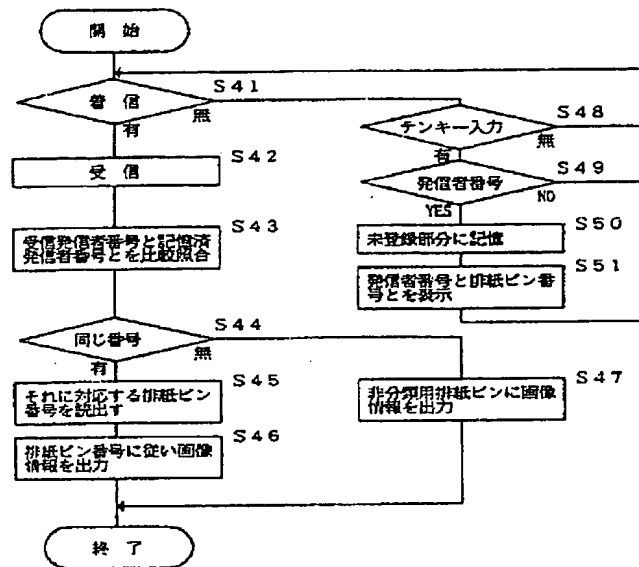 開始
S41
着信
無
有
S42
受信
S43
受信発信者番号と記憶済
発信者番号とを比較照合
S44
同じ番号
無
有
S45
それに対応する排紙ビン
番号を読出す
S46
排紙ビン番号に従い画像
情報を出力
終了
S48
テンキー入力
無
有
S49
発信者番号
NO
YES
S50
未登録部分に記憶
S51
発信者番号と排紙ビン番
号とを表示
S47
非分類用排紙ビンに画像
情報を出力